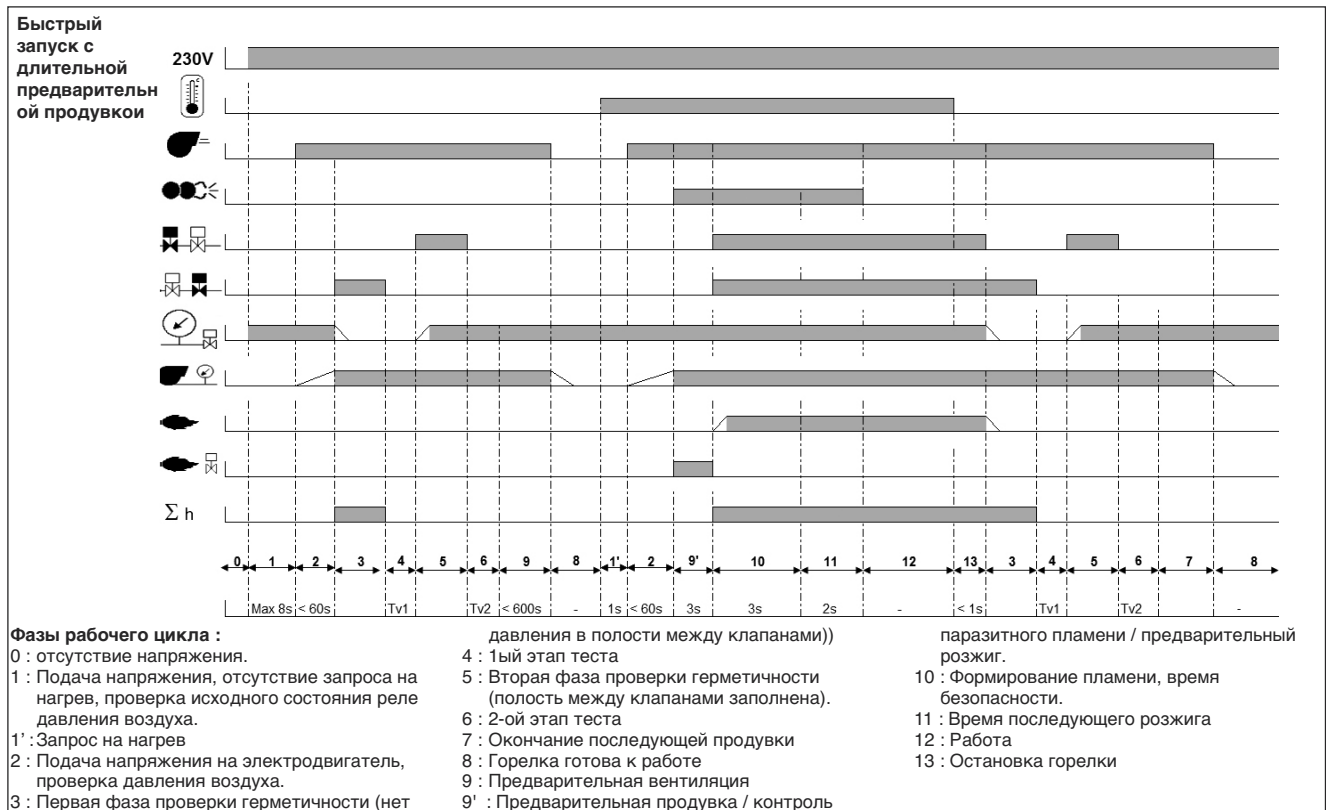 Быстрый
запуск с
длительной
предварительн
ой продувкой
230V
Σ h
0 1 2 3 4 5 6 9 8 1' 2 9' 10 11 12 13 3 4 5 6 7 8
Max 8s < 60s Tv1 Tv2 < 600s - 1s < 60s 3s 3s 2s - < 1s Tv1 Tv2 -
Фазы рабочего цикла :
0 : отсутствие напряжения.
1 : Подача напряжения, отсутствие запроса на
нагрев, проверка исходного состояния реле
давления воздуха.
1' : Запрос на нагрев
2 : Подача напряжения на электродвигатель,
проверка давления воздуха.
3 : Первая фаза проверки герметичности (нет
давления в полости между клапанами))
4 : 1ый этап теста
5 : Вторая фаза проверки герметичности
(полость между клапанами заполнена).
6 : 2-ой этап теста
7 : Окончание последующей продувки
8 : Горелка готова к работе
9 : Предварительная вентиляция
9' : Предварительная продувка / контроль
паразитного пламени / предварительный
розжиг.
10 : Формирование пламени, время
безопасности.
11 : Время последующего розжига
12 : Работа
13 : Остановка горелки